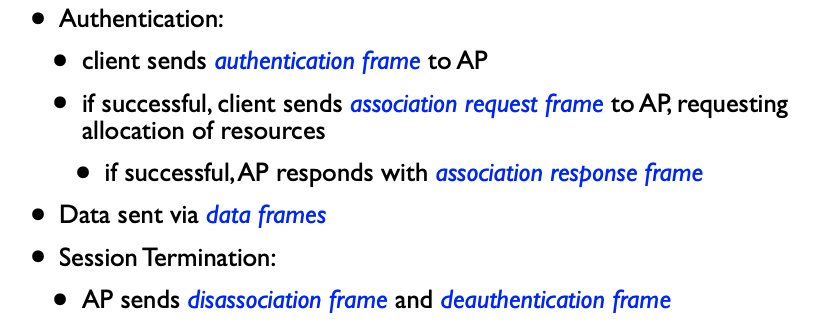 • Authentication:
• client sends authentication frame to AP
• if successful, client sends association request frame to AP, requesting
allocation of resources
• if successful, AP responds with association response frame
• Data sent via data frames
• Session Termination:
• AP sends disassociation frame and deauthentication frame